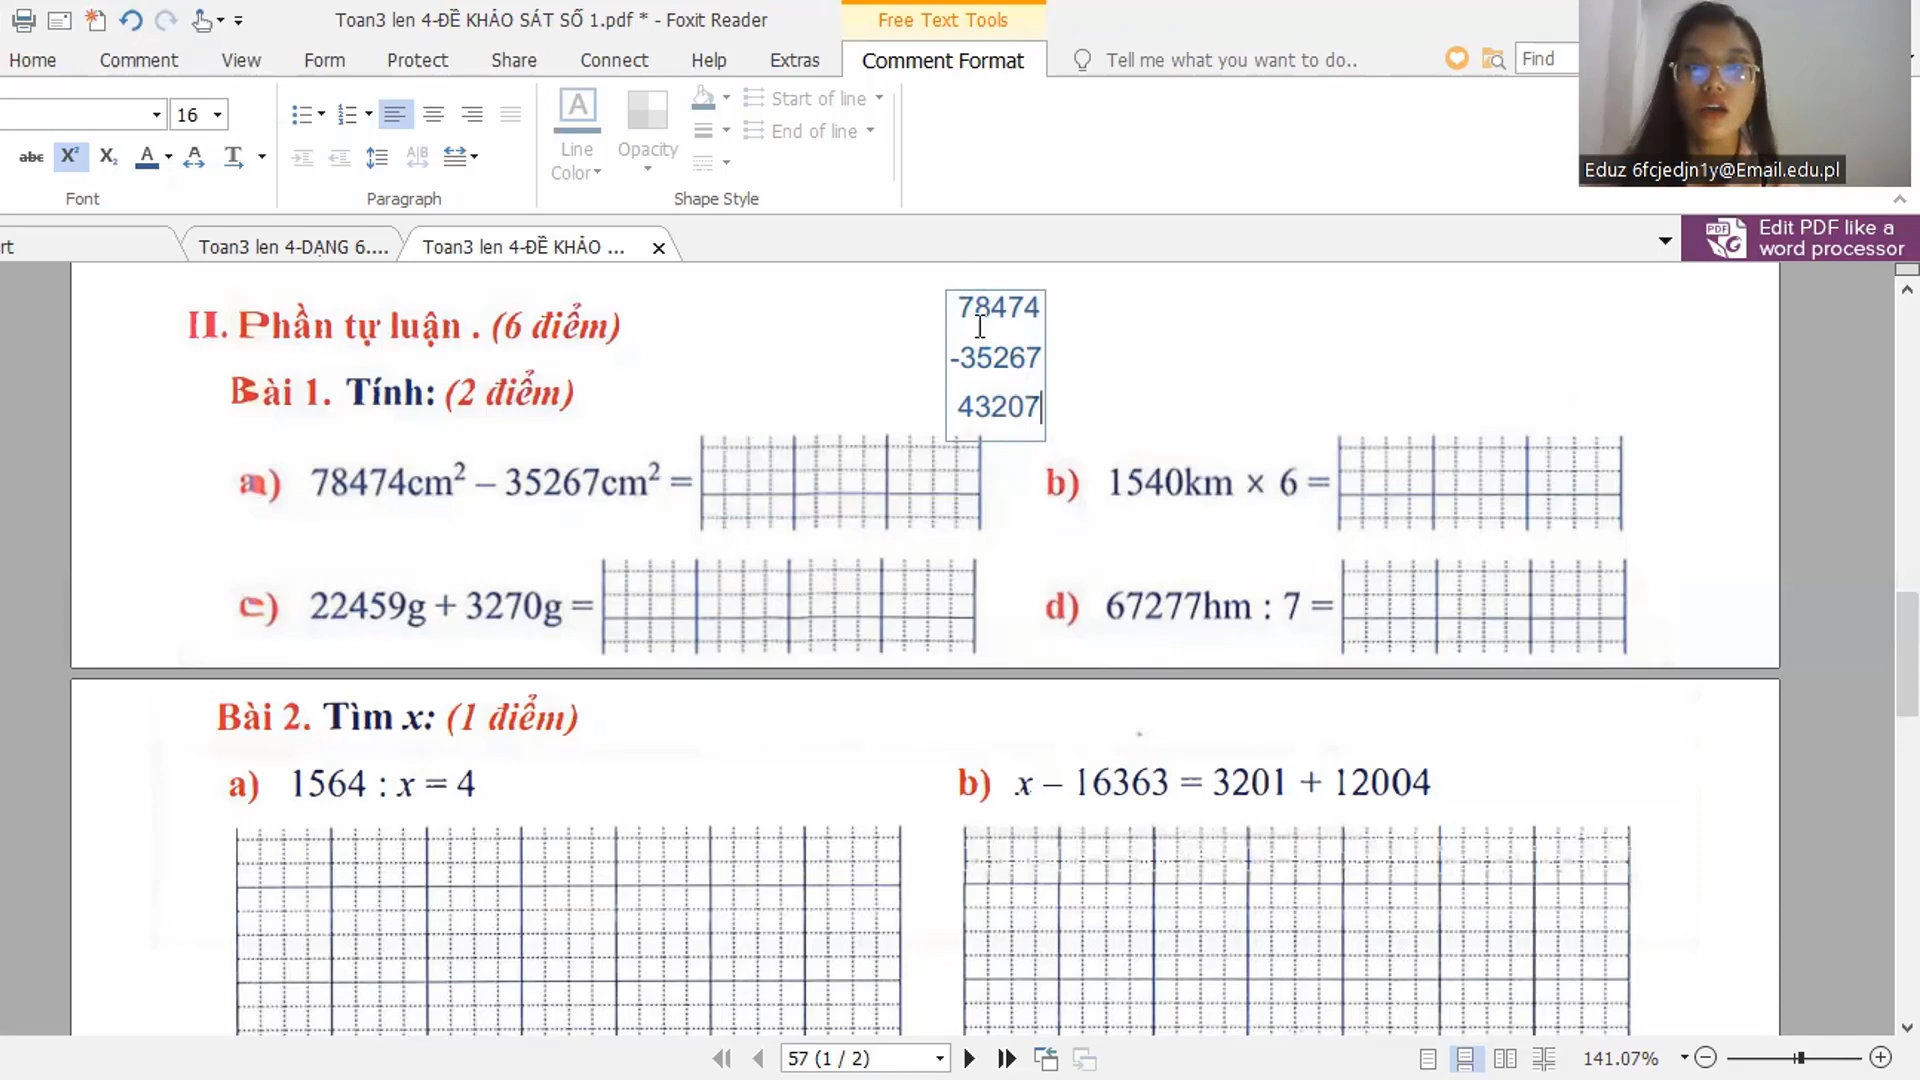 Toan3 len 4-ĐỀ KHẢO SÁT SỐ 1.pdf * - Foxit Reader
Free Text Tools
Home
Comment
View
Form
Protect
Share
Connect
Help
Extras
Comment Format
Tell me what you want to do..
Find
16
Start of line
End of line
abc X² X₂ A A T
A
Line Color
Opacity
Font
Paragraph
Shape Style
Eduz 6fcjedjn1y@Email.edu.pl
rt
Toan3 len 4-DẠNG 6....
Toan3 len 4-ĐỀ KHẢO ...
PDF
Edit PDF like a
word processor
78474
-35267
43207
II. Phần tự luận . (6 điểm)
Bài 1. Tính: (2 điểm)
a) 78474cm² – 35267cm² =
b) 1540km × 6 =
c) 22459g + 3270g =
d) 67277hm : 7 =
Bài 2. Tìm x: (1 điểm)
a) 1564 : x = 4
b) x – 16363 = 3201 + 12004
57 (1 / 2)
141.07%